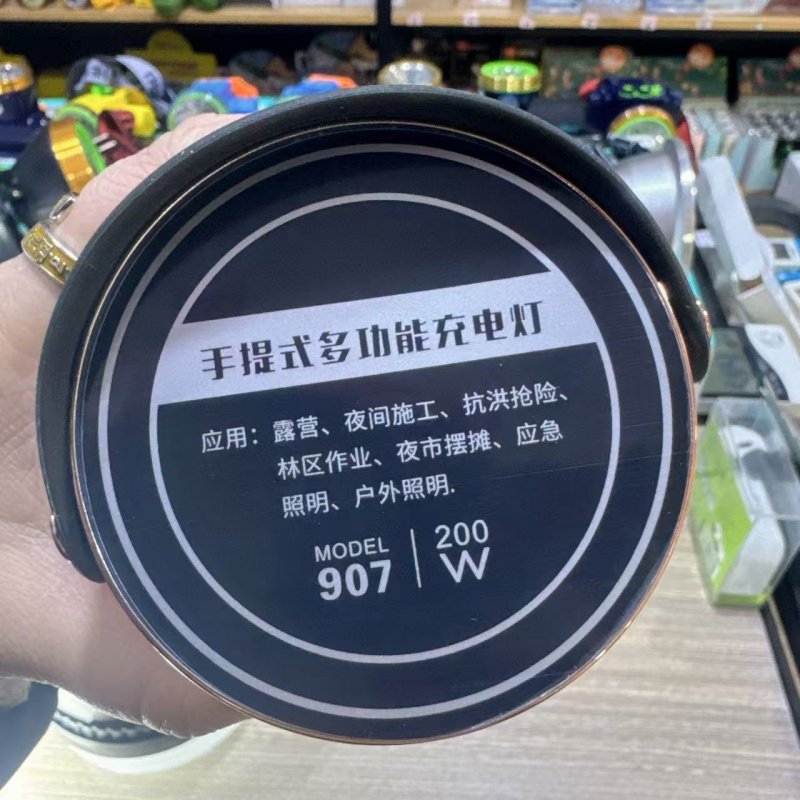 手提式多功能充电灯
应用：露营、夜间施工、抗洪抢险、
林区作业、夜市摆摊、应急
照明、户外照明.
MODEL
907
200
W